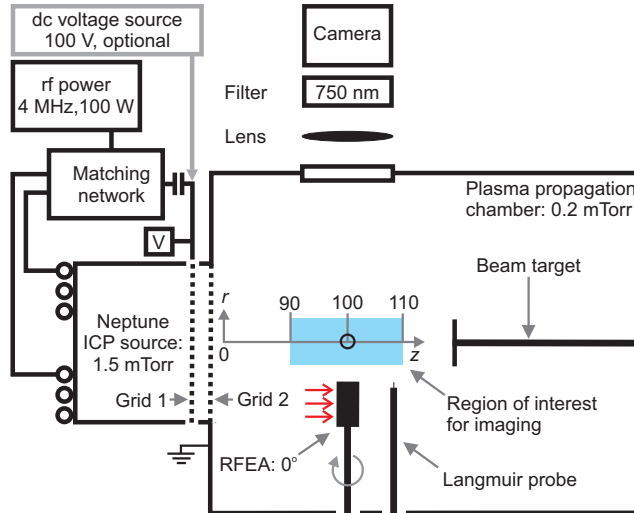 dc voltage source
100 V, optional
rf power
4 MHz,100 W
Matching
network
V
Camera
Filter
750 nm
Lens
Plasma propagation
chamber: 0.2 mTorr
Beam target
Neptune
ICP source:
1.5 mTorr
r
0
90
100
110
z
Grid 1
Grid 2
Region of interest
for imaging
RFEA: 0°
Langmuir probe